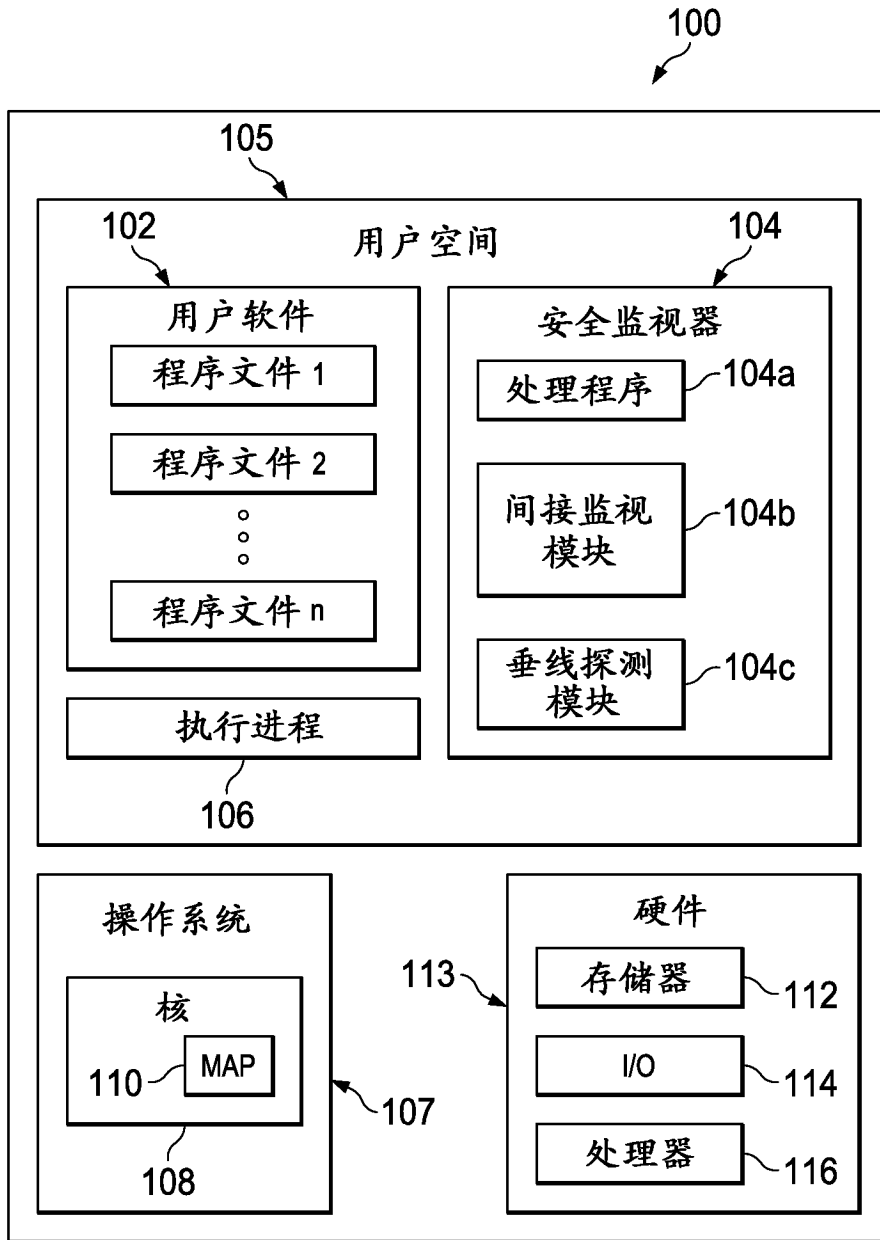 100
105
用户空间
102
用户软件
程序文件 1
程序文件 2
程序文件 n
执行进程
106
104
安全监视器
处理程序
104a
间接监视
模块
104b
垂线探测
模块
104c
操作系统
核
110
MAP
108
107
硬件
113
存储器
112
I/O
114
处理器
116